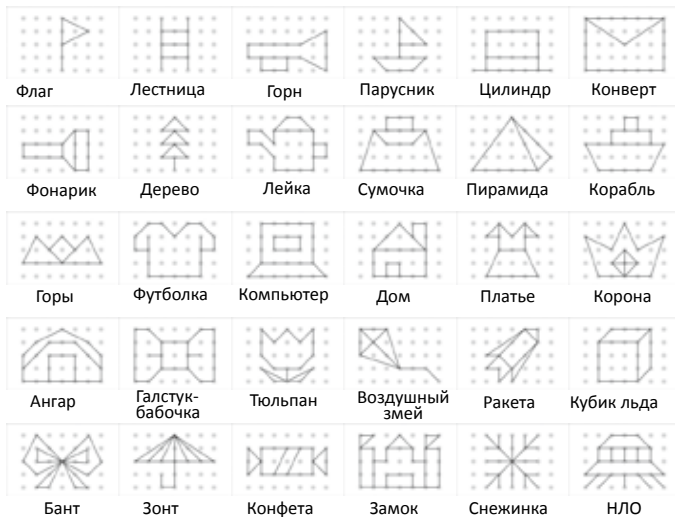 Флаг Лестница Горн Парусник Цилиндр Конверт
Фонарик Дерево Лейка Сумочка Пирамида Корабль
Горы Футболка Компьютер Дом Платье Корона
Ангар Галстук-
бабочка Тюльпан Воздушный
змей Ракета Кубик льда
Бант Зонт Конфета Замок Снежинка НЛО